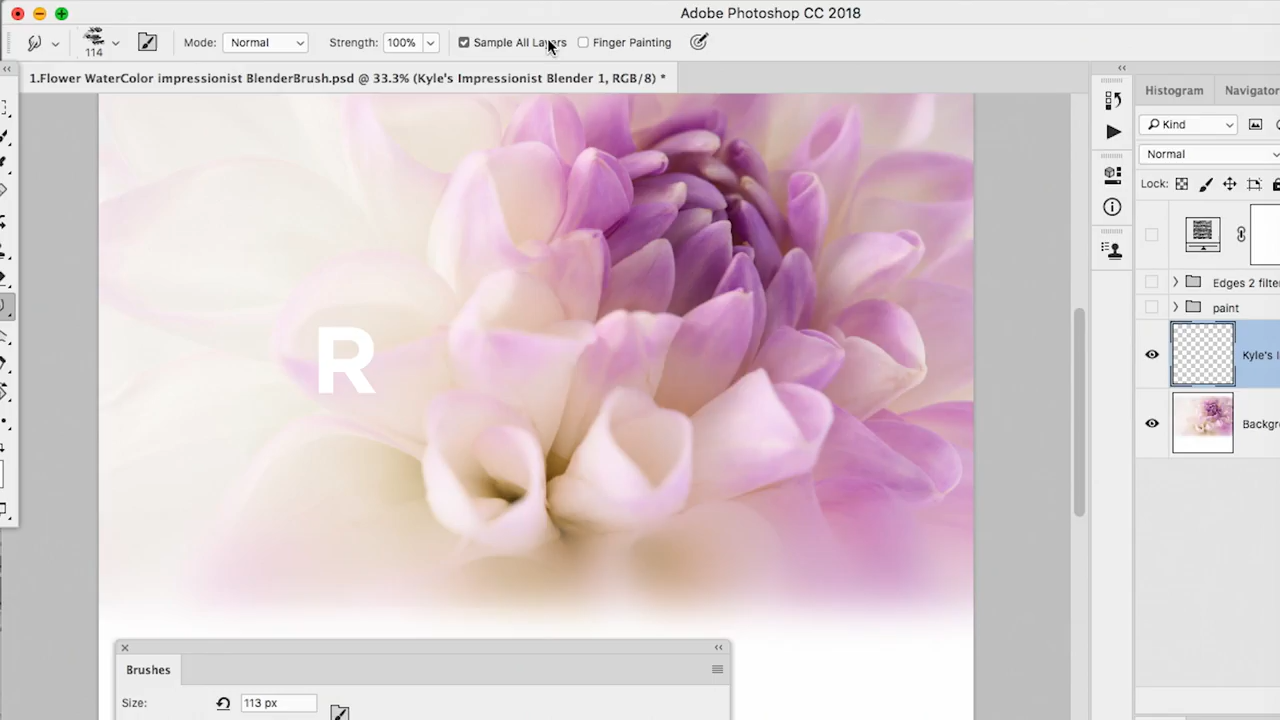 Adobe Photoshop CC 2018
114
Mode: Normal
Strength: 100%
Sample All Layers
Finger Painting
1.Flower WaterColor impressionist BlenderBrush.psd @ 33.3% (Kyle's Impressionist Blender 1, RGB/8) *
Histogram
Navigator
Kind
Normal
Lock:
Edges 2 filte
paint
Kyle's I
Backgr
R
Brushes
Size:
113 px